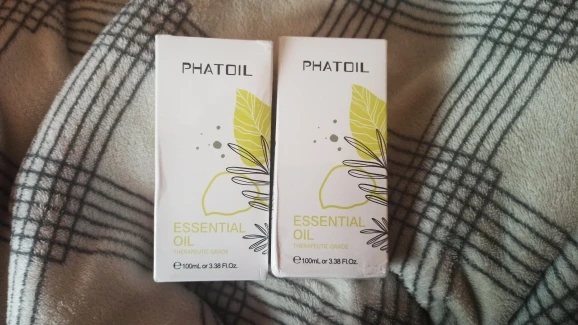 PHATOIL
ESSENTIAL
OIL
THERAPEUTIC GRADE
℮100mL or 3.38 Fl.Oz.
PHATOIL
ESSENTIAL
OIL
THERAPEUTIC GRADE
℮100mL or 3.38 Fl.Oz.